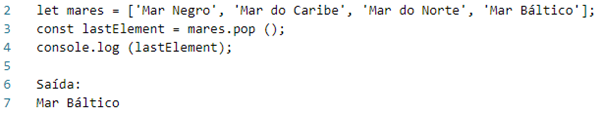 2 let mares = ['Mar Negro', 'Mar do Caribe', 'Mar do Norte', 'Mar Báltico'];
3 const lastElement = mares.pop ();
4 console.log (lastElement);
5
6 Saída:
7 Mar Báltico